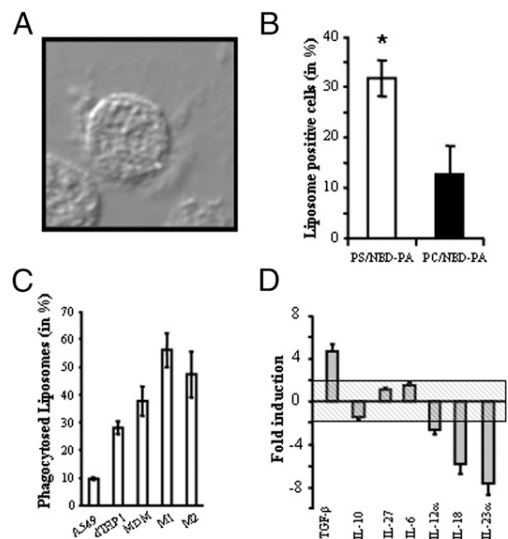 A
B
40
30
20
10
0
Liposome positive cells (in %)
*
PS/NBD-PA
PC/NBD-PA
C
70
60
50
40
30
20
10
0
Phagocytosed Liposomes (in %)
A549
dTHP1
MDM
M1
M2
D
8
4
0
-4
-8
Fold induction
TGF-β
IL-10
IL-27
IL-6
IL-12α
IL-18
IL-23α